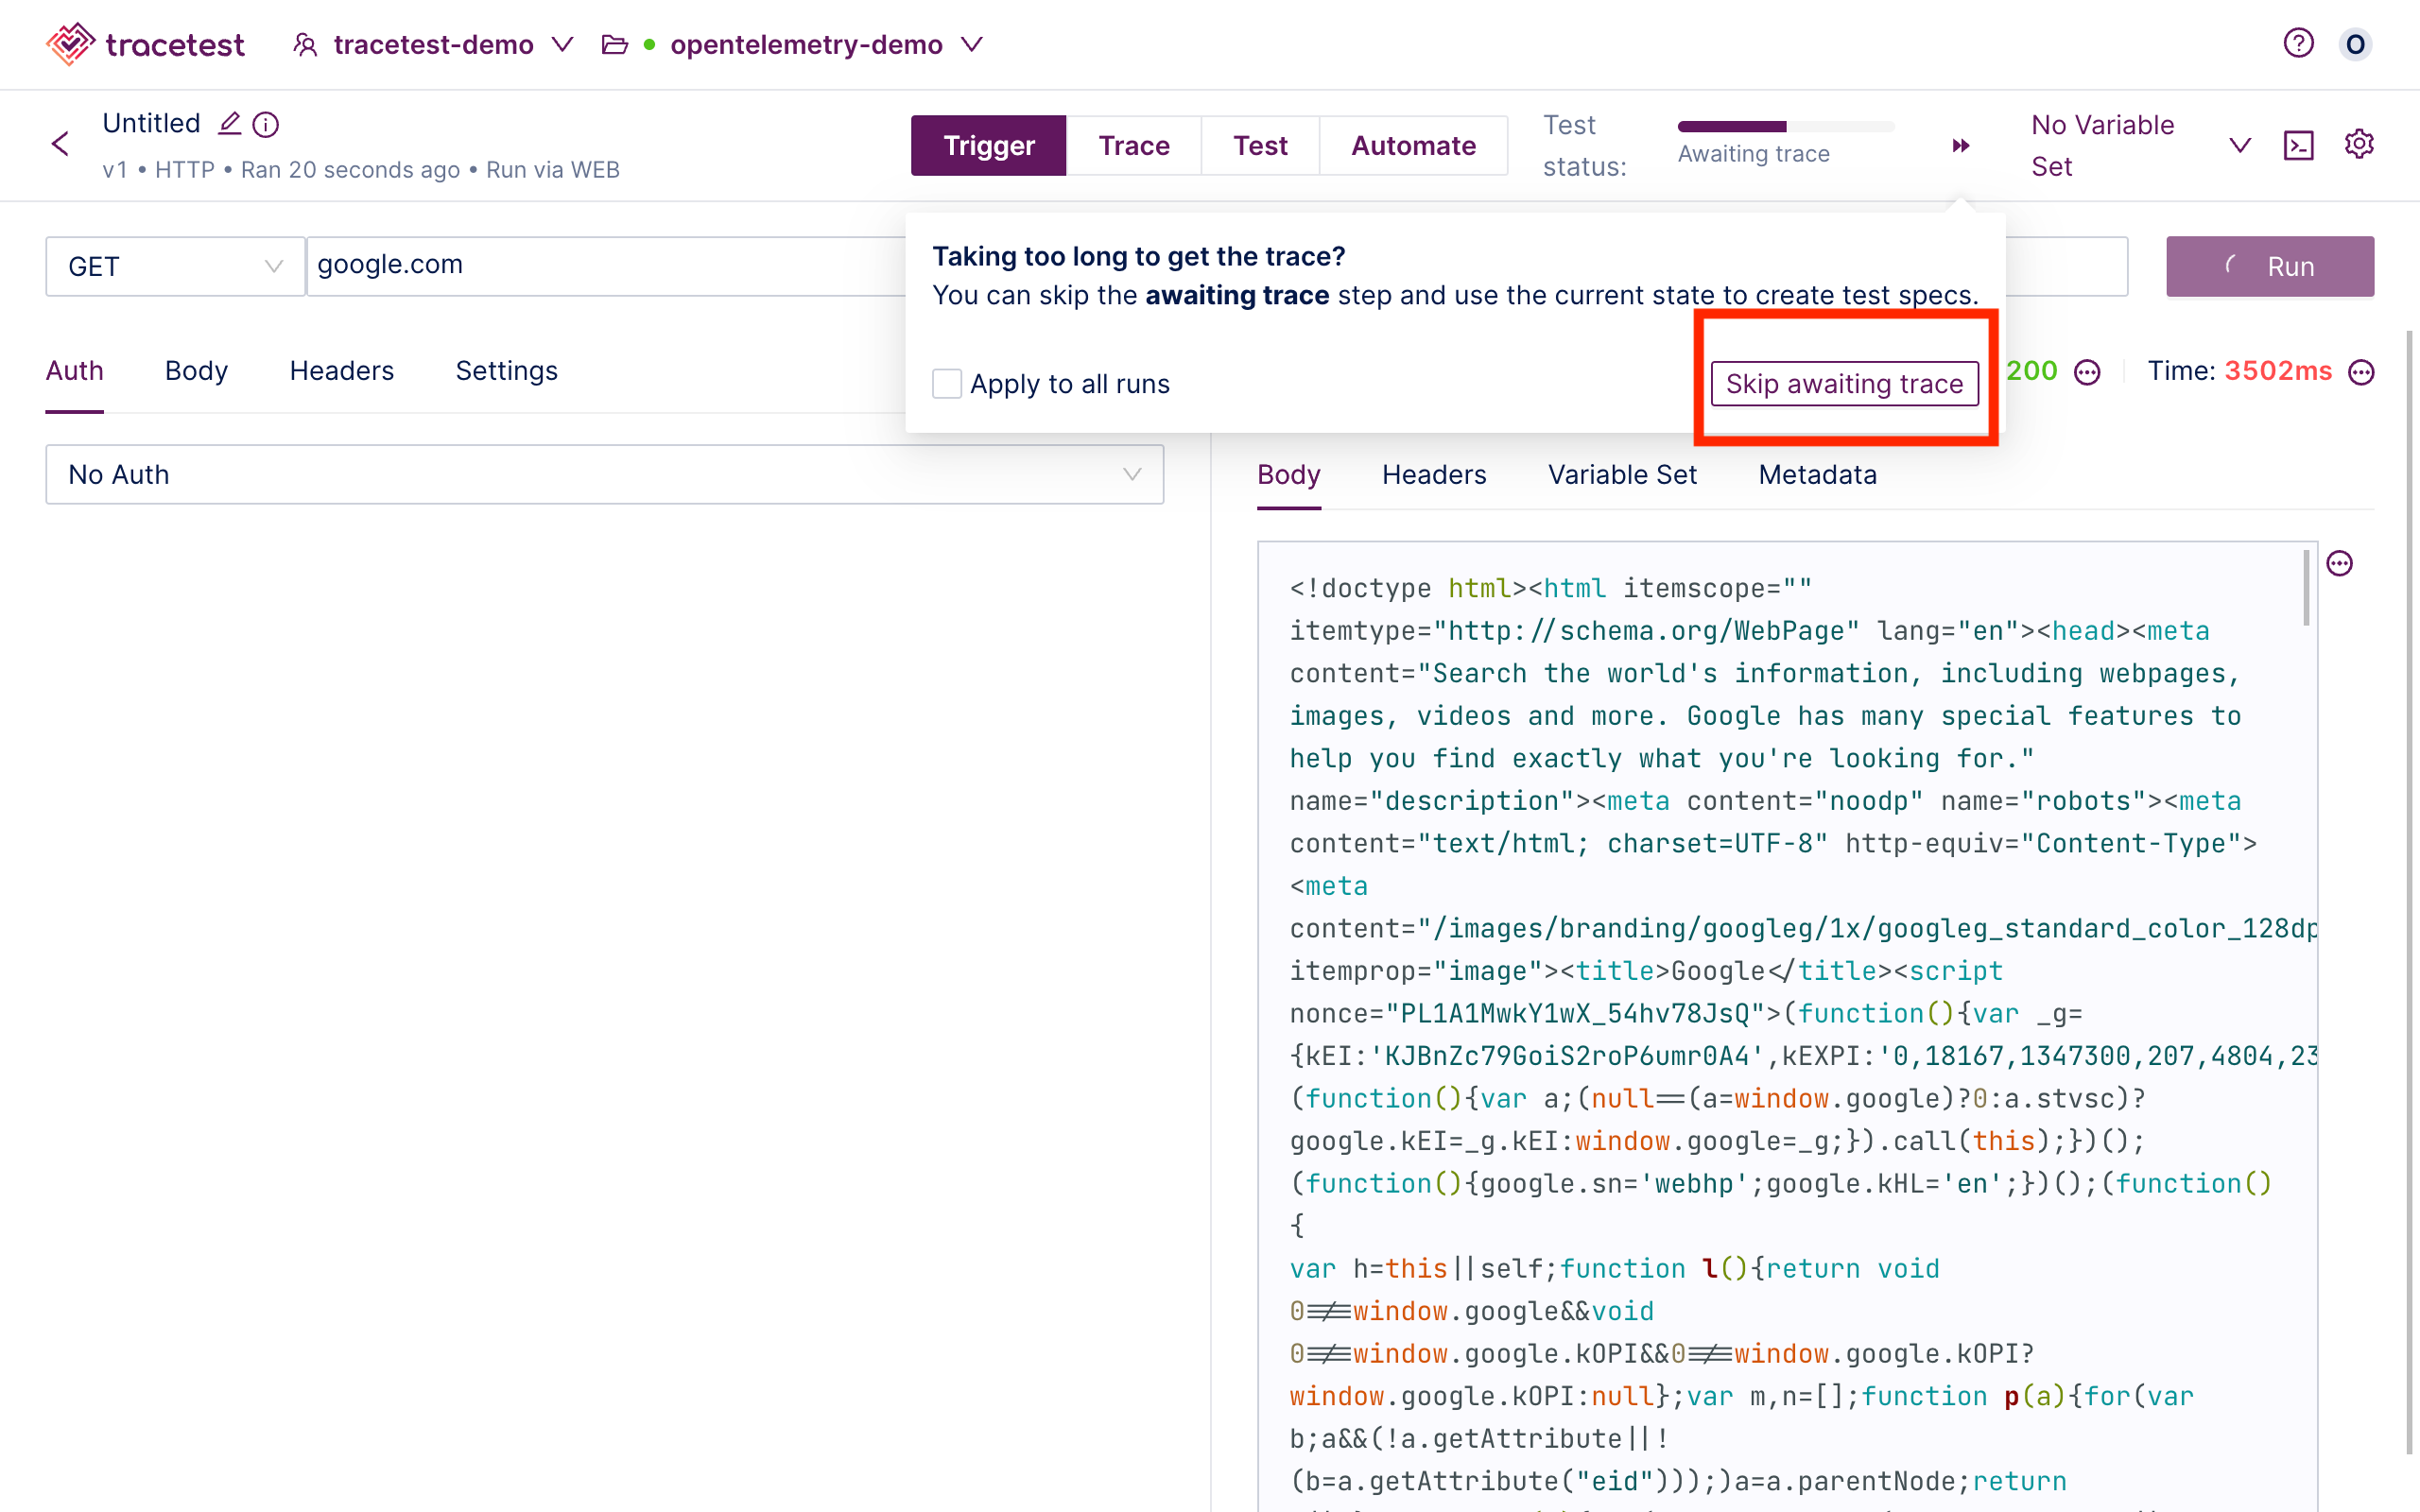 tracetest
tracetest-demo
opentelemetry-demo
O
Untitled
v1 • HTTP • Ran 20 seconds ago • Run via WEB
Trigger
Trace
Test
Automate
Test
status:
Awaiting trace
No Variable
Set
GET
google.com
Run
Taking too long to get the trace?
You can skip the awaiting trace step and use the current state to create test specs.
Apply to all runs
Skip awaiting trace
Auth
Body
Headers
Settings
200
Time: 3502ms
No Auth
Body
Headers
Variable Set
Metadata
<!doctype html><html itemscope=""
itemtype="http://schema.org/WebPage" lang="en"><head><meta
content="Search the world's information, including webpages,
images, videos and more. Google has many special features to
help you find exactly what you're looking for."
name="description"><meta content="noodp" name="robots"><meta
content="text/html; charset=UTF-8" http-equiv="Content-Type">
<meta
content="/images/branding/googleg/1x/googleg_standard_color_128dp
itemprop="image"><title>Google</title><script
nonce="PL1A1MwkY1wX_54hv78JsQ">(function(){var _g=
{kEI:'KJBnZc79GoiS2roP6umr0A4',kEXPI:'0,18167,1347300,207,4804,23
(function(){var a;(null==(a=window.google)?0:a.stvsc)?
google.kEI=_g.kEI:window.google=_g;}).call(this);})();
(function(){google.sn='webhp';google.kHL='en';})();(function()
{
var h=this||self;function l(){return void
0!==window.google&&void
0!==window.google.kOPI&&0!==window.google.kOPI?
window.google.kOPI:null};var m,n=[];function p(a){for(var
b;a&&(!a.getAttribute||!
(b=a.getAttribute("eid")));)a=a.parentNode;return